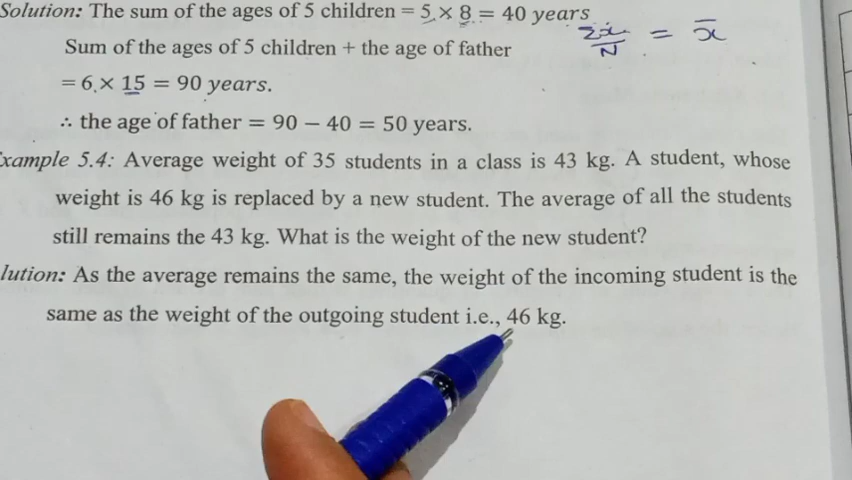 Solution: The sum of the ages of 5 children = 5 × 8 = 40 years
Σx/N = x̄
Sum of the ages of 5 children + the age of father
= 6 × 15 = 90 years.
∴ the age of father = 90 − 40 = 50 years.
xample 5.4: Average weight of 35 students in a class is 43 kg. A student, whose
weight is 46 kg is replaced by a new student. The average of all the students
still remains the 43 kg. What is the weight of the new student?
lution: As the average remains the same, the weight of the incoming student is the
same as the weight of the outgoing student i.e., 46 kg.